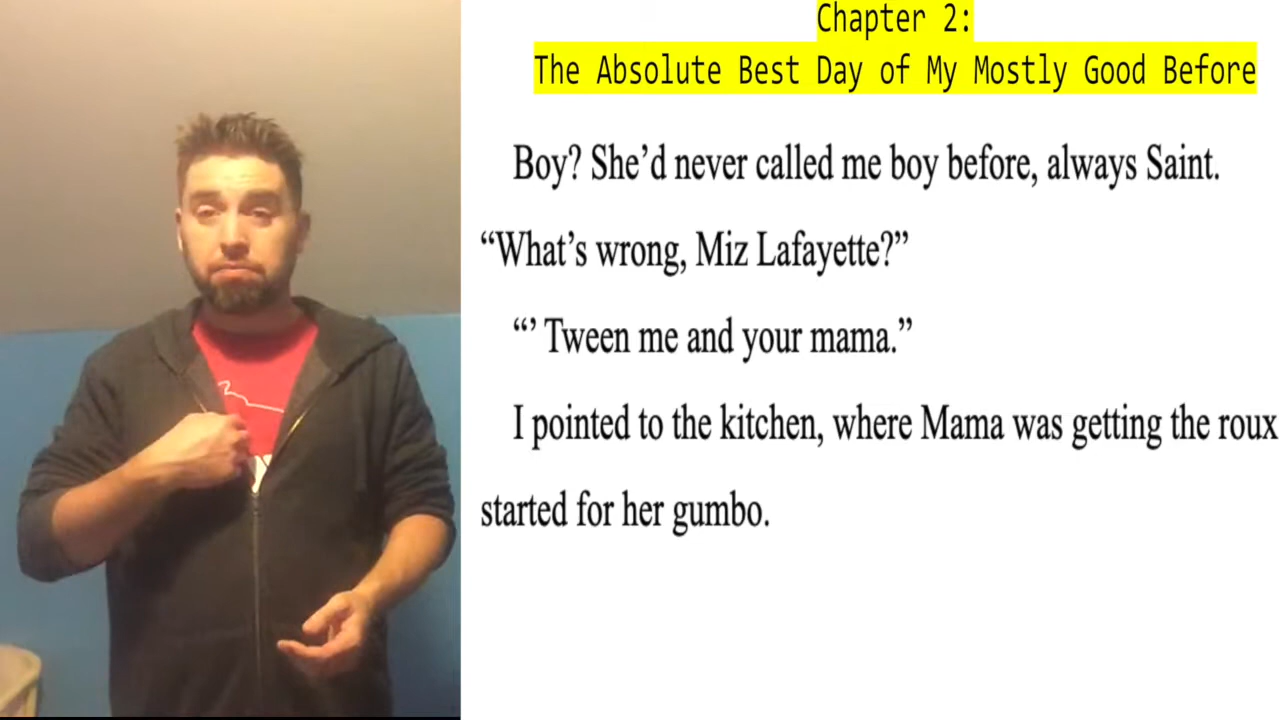 Chapter 2:
The Absolute Best Day of My Mostly Good Before
Boy? She’d never called me boy before, always Saint.
“What’s wrong, Miz Lafayette?”
“’ Tween me and your mama.”
I pointed to the kitchen, where Mama was getting the roux
started for her gumbo.